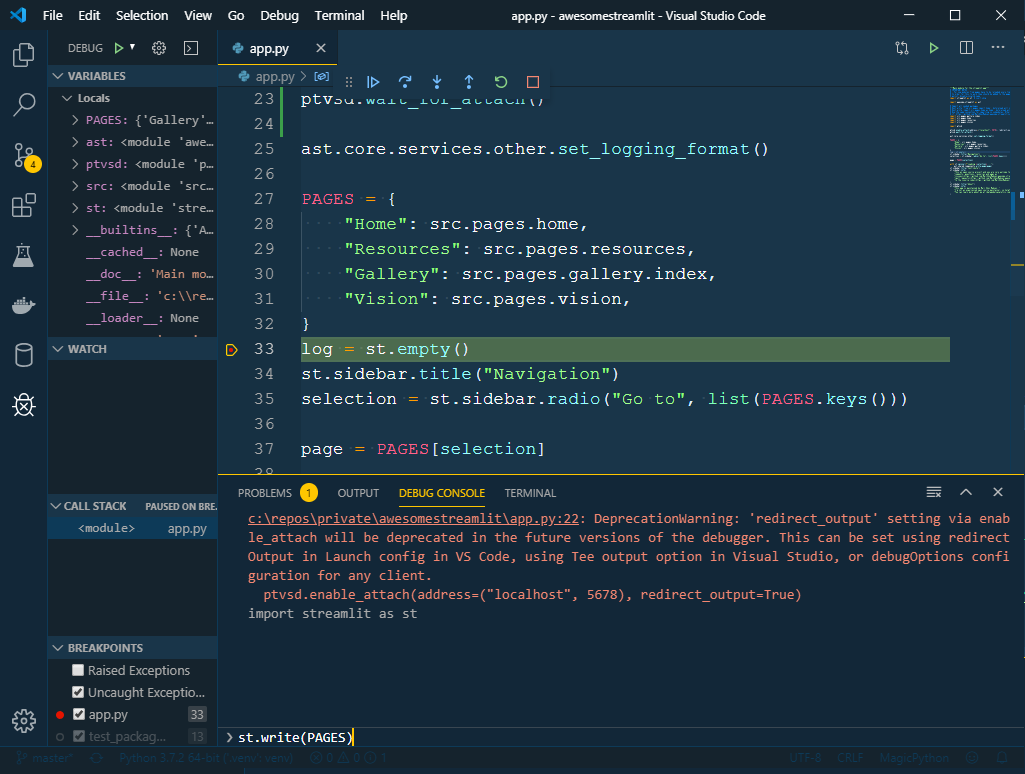 File Edit Selection View Go Debug Terminal Help app.py - awesomestreamlit - Visual Studio Code
DEBUG
app.py
VARIABLES
Locals
PAGES: {'Gallery'...
ast: <module 'awe...
ptvsd: <module 'p...
src: <module 'src...
st: <module 'stre...
__builtins__: {'A...
__cached__: None
__doc__: 'Main mo...
__file__: 'c:\\re...
__loader__: None
4
WATCH
CALL STACK PAUSED ON BRE...
<module> app.py
BREAKPOINTS
Raised Exceptions
Uncaught Exceptio...
app.py 33
test_packag... 13
app.py
23 ptvsd.wait_for_attach()
24
25 ast.core.services.other.set_logging_format()
26
27 PAGES = {
28 ····"Home": src.pages.home,
29 ····"Resources": src.pages.resources,
30 ····"Gallery": src.pages.gallery.index,
31 ····"Vision": src.pages.vision,
32 }
33 log = st.empty()
34 st.sidebar.title("Navigation")
35 selection = st.sidebar.radio("Go to", list(PAGES.keys()))
36
37 page = PAGES[selection]
38
PROBLEMS 1 OUTPUT DEBUG CONSOLE TERMINAL
c:\repos\private\awesomestreamlit\app.py:22: DeprecationWarning: 'redirect_output' setting via enab
le_attach will be deprecated in the future versions of the debugger. This can be set using redirect
Output in Launch config in VS Code, using Tee output option in Visual Studio, or debugOptions confi
guration for any client.
ptvsd.enable_attach(address=("localhost", 5678), redirect_output=True)
import streamlit as st
st.write(PAGES)
master* Python 3.7.2 64-bit ('.venv': venv) 0 0 1 UTF-8 CRLF MagicPython